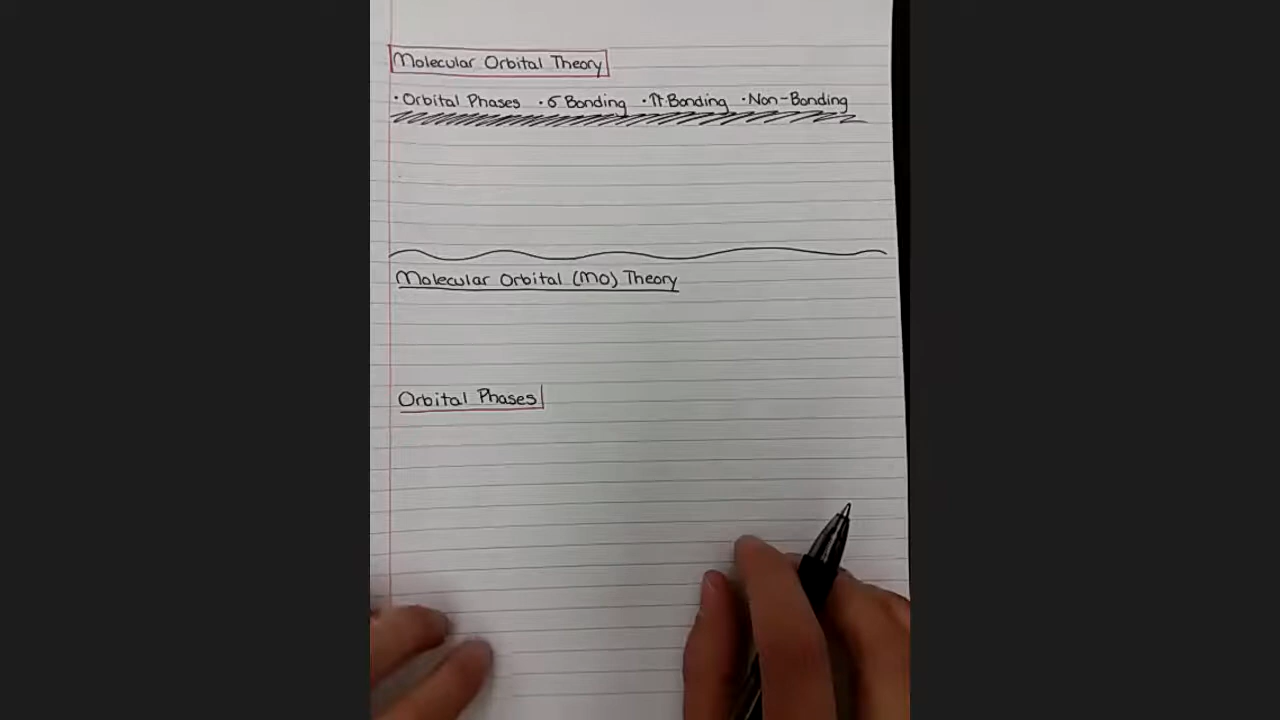 Molecular Orbital Theory
·Orbital Phases ·σ Bonding ·π Bonding ·Non-Bonding
Molecular Orbital (MO) Theory
Orbital Phases